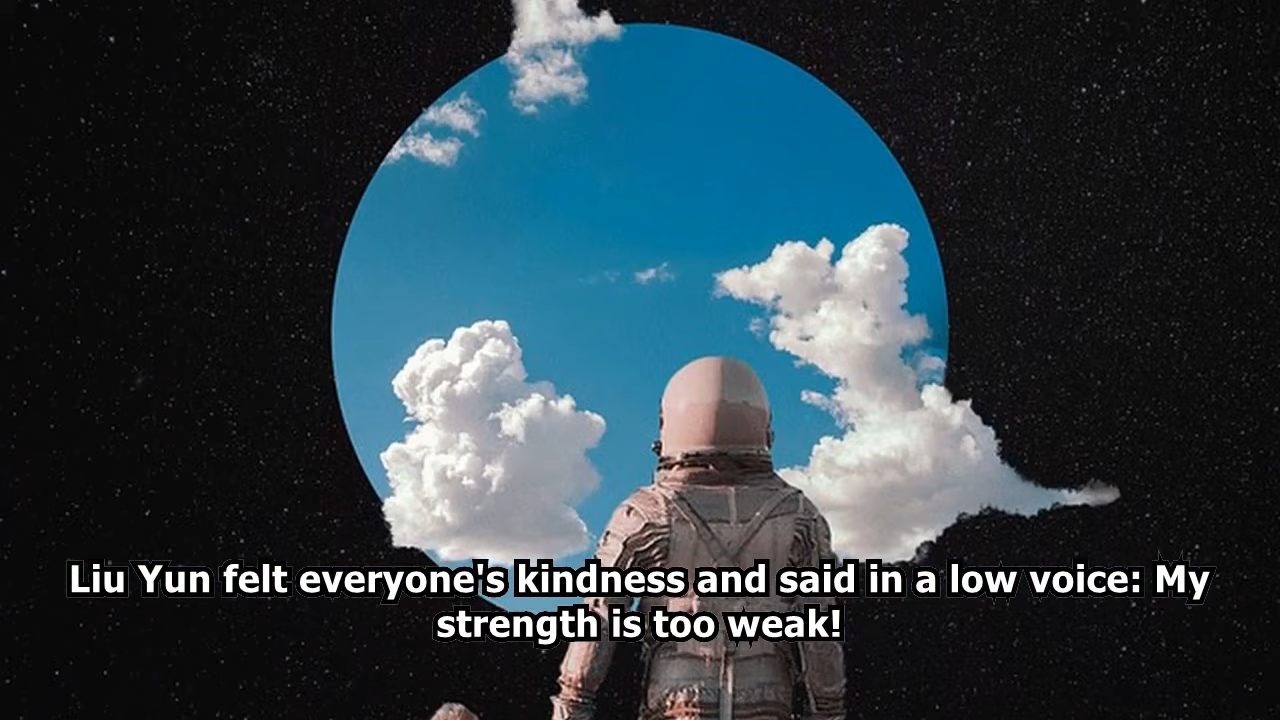 Liu Yun felt everyone's kindness and said in a low voice: My
strength is too weak!